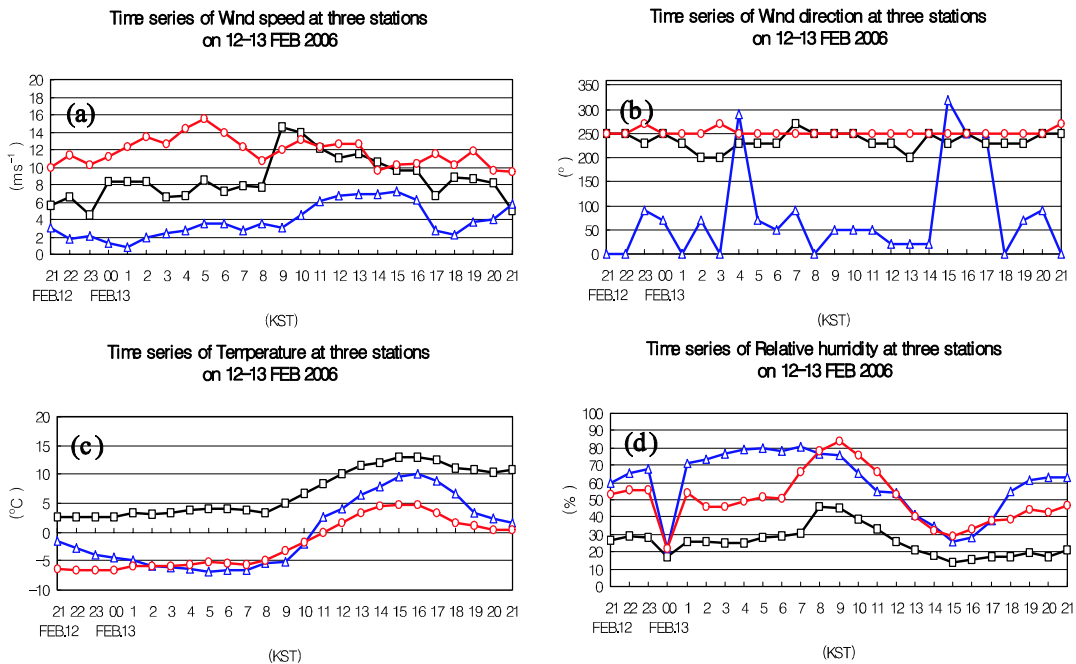 Time series of Wind speed at three stations
on 12–13 FEB 2006
20
18
16
14
12
10
8
6
4
2
0
(ms⁻¹)
(a)
21 22 23 00 1 2 3 4 5 6 7 8 9 10 11 12 13 14 15 16 17 18 19 20 21
FEB.12 FEB.13
(KST)
Time series of Wind direction at three stations
on 12–13 FEB 2006
350
300
250
200
150
100
50
0
(°)
(b)
21 22 23 00 1 2 3 4 5 6 7 8 9 10 11 12 13 14 15 16 17 18 19 20 21
FEB.12 FEB.13
(KST)
Time series of Temperature at three stations
on 12–13 FEB 2006
20
15
10
5
0
−5
−10
(°C)
(c)
21 22 23 00 1 2 3 4 5 6 7 8 9 10 11 12 13 14 15 16 17 18 19 20 21
FEB.12 FEB.13
(KST)
Time series of Relative humidity at three stations
on 12–13 FEB 2006
100
90
80
70
60
50
40
30
20
10
0
(%)
(d)
21 22 23 00 1 2 3 4 5 6 7 8 9 10 11 12 13 14 15 16 17 18 19 20 21
FEB.12 FEB.13
(KST)